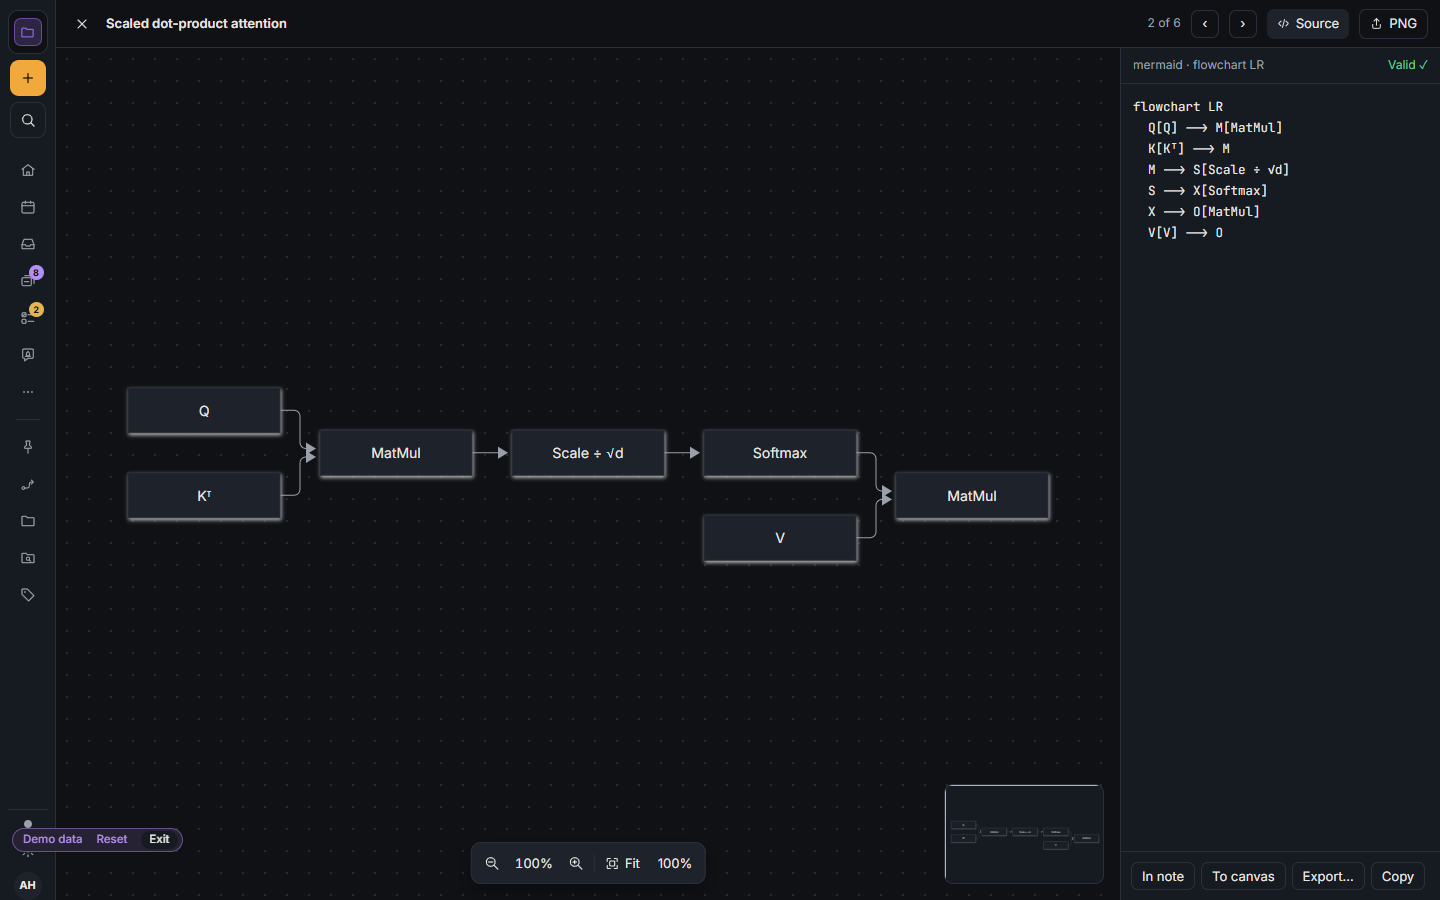 Scaled dot-product attention
2 of 6
Source
PNG
mermaid · flowchart LR
Valid ✓
flowchart LR
Q[Q] ⟶ M[MatMul]
K[Kᵀ] ⟶ M
M ⟶ S[Scale ÷ √d]
S ⟶ X[Softmax]
X ⟶ O[MatMul]
V[V] ⟶ O
8
2
Q
Kᵀ
MatMul
Scale ÷ √d
Softmax
V
MatMul
Demo data Reset Exit
AH
100% Fit 100%
In note To canvas Export... Copy